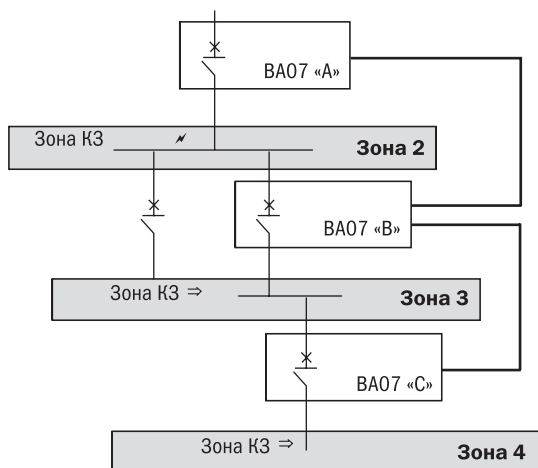 ВА07 «А»
Зона КЗ
Зона 2
ВА07 «В»
Зона КЗ ⇒
Зона 3
ВА07 «С»
Зона КЗ ⇒
Зона 4